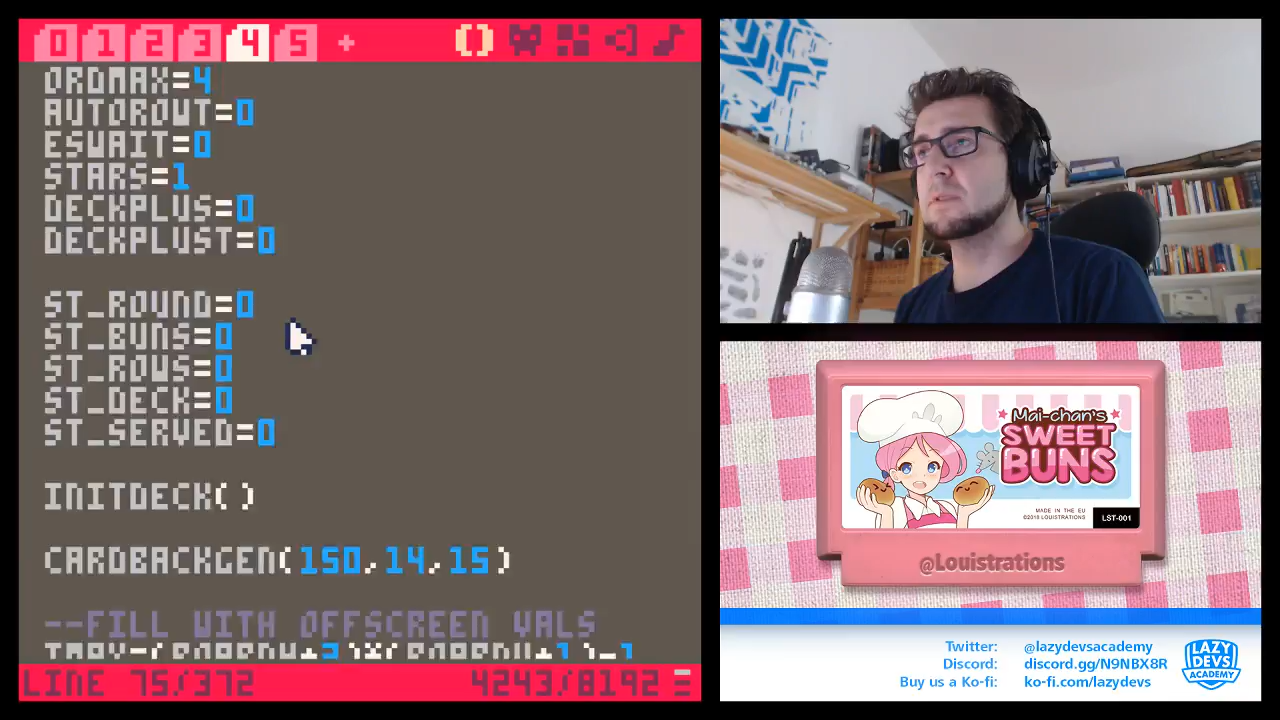 0 1 2 3 4 5 +
ORDMAX=4
AUTOROUT=0
ESWAIT=0
STARS=1
DECKPLUS=0
DECKPLUST=0
ST_ROUND=0
ST_BUNS=0
ST_ROWS=0
ST_DECK=0
ST_SERVED=0
INITDECK()
CARDBACKGEN(150,14,15)
--FILL WITH OFFSCREEN VALS
LINE 75/372
4243/8192
Mai-chan's
SWEET
BUNS
MADE IN THE EU
©2018 LOUISTRATIONS
LST-001
@Louistrations
Twitter: @lazydevsacademy
Discord: discord.gg/N9NBX8R
Buy us a Ko-fi: ko-fi.com/lazydevs
LAZY
DEVS
ACADEMY